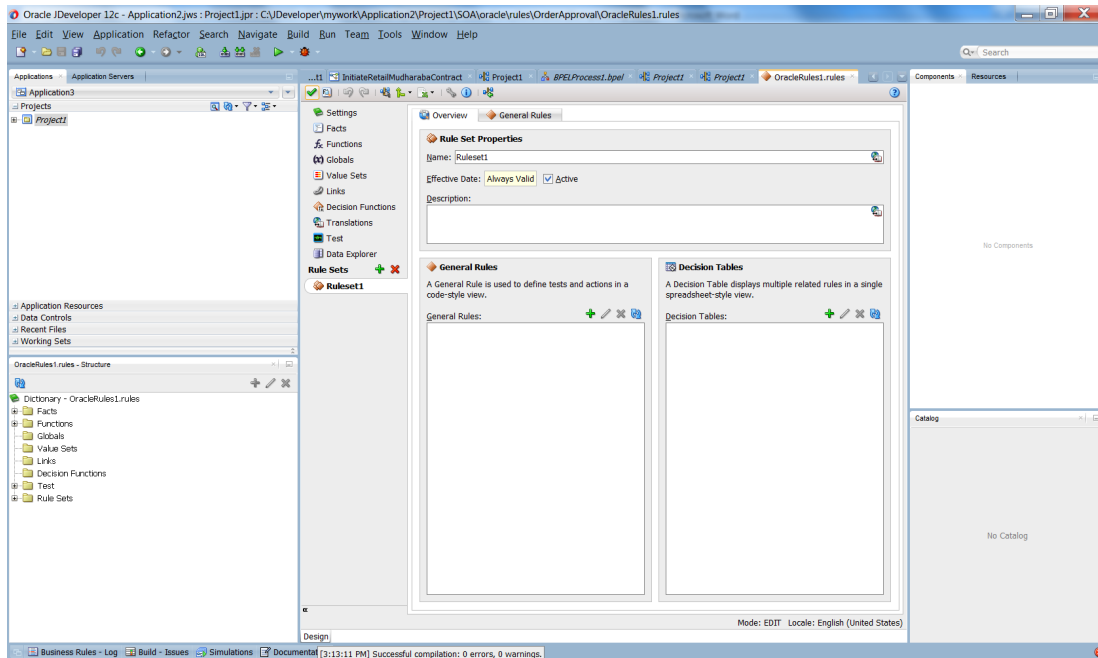 Oracle JDeveloper 12c - Application2.jws : Project1.jpr : C:\JDeveloper\mywork\Application2\Project1\SOA\oracle\rules\OrderApproval\OracleRules1.rules
File Edit View Application Refactor Search Navigate Build Run Team Tools Window Help
Search
Applications Application Servers
...t1 InitiateRetailMudharabaContract Project1 BPELProcess1.bpel Project1 Project1 OracleRules1.rules
Components Resources
Application3
Projects
Project1
Application Resources
Data Controls
Recent Files
Working Sets
OracleRules1.rules - Structure
Dictionary - OracleRules1.rules
Facts
Functions
Globals
Value Sets
Links
Decision Functions
Test
Rule Sets
Settings
Facts
Functions
Globals
Value Sets
Links
Decision Functions
Translations
Test
Data Explorer
Rule Sets
Ruleset1
Overview General Rules
Rule Set Properties
Name: Ruleset1
Effective Date: Always Valid Active
Description:
General Rules
A General Rule is used to define tests and actions in a
code-style view.
General Rules:
Decision Tables
A Decision Table displays multiple related rules in a single
spreadsheet-style view.
Decision Tables:
Mode: EDIT Locale: English (United States)
Design
No Components
Catalog
No Catalog
Business Rules - Log Build - Issues Simulations Documentat [3:13:11 PM] Successful compilation: 0 errors, 0 warnings.